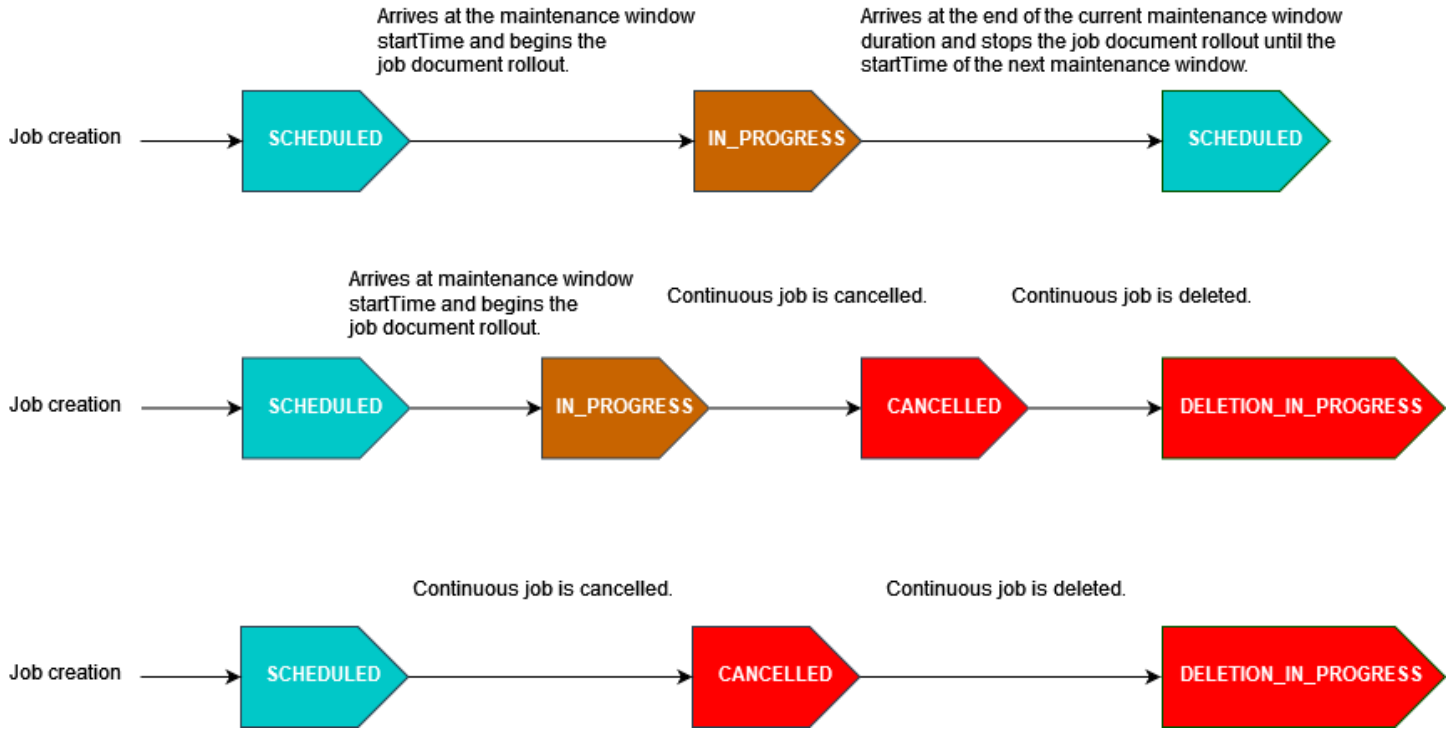 Arrives at the maintenance window
startTime and begins the
job document rollout.
Arrives at the end of the current maintenance window
duration and stops the job document rollout until the
startTime of the next maintenance window.
Job creation
SCHEDULED
IN_PROGRESS
SCHEDULED
Arrives at maintenance window
startTime and begins the
job document rollout.
Continuous job is cancelled.
Continuous job is deleted.
Job creation
SCHEDULED
IN_PROGRESS
CANCELLED
DELETION_IN_PROGRESS
Continuous job is cancelled.
Continuous job is deleted.
Job creation
SCHEDULED
CANCELLED
DELETION_IN_PROGRESS